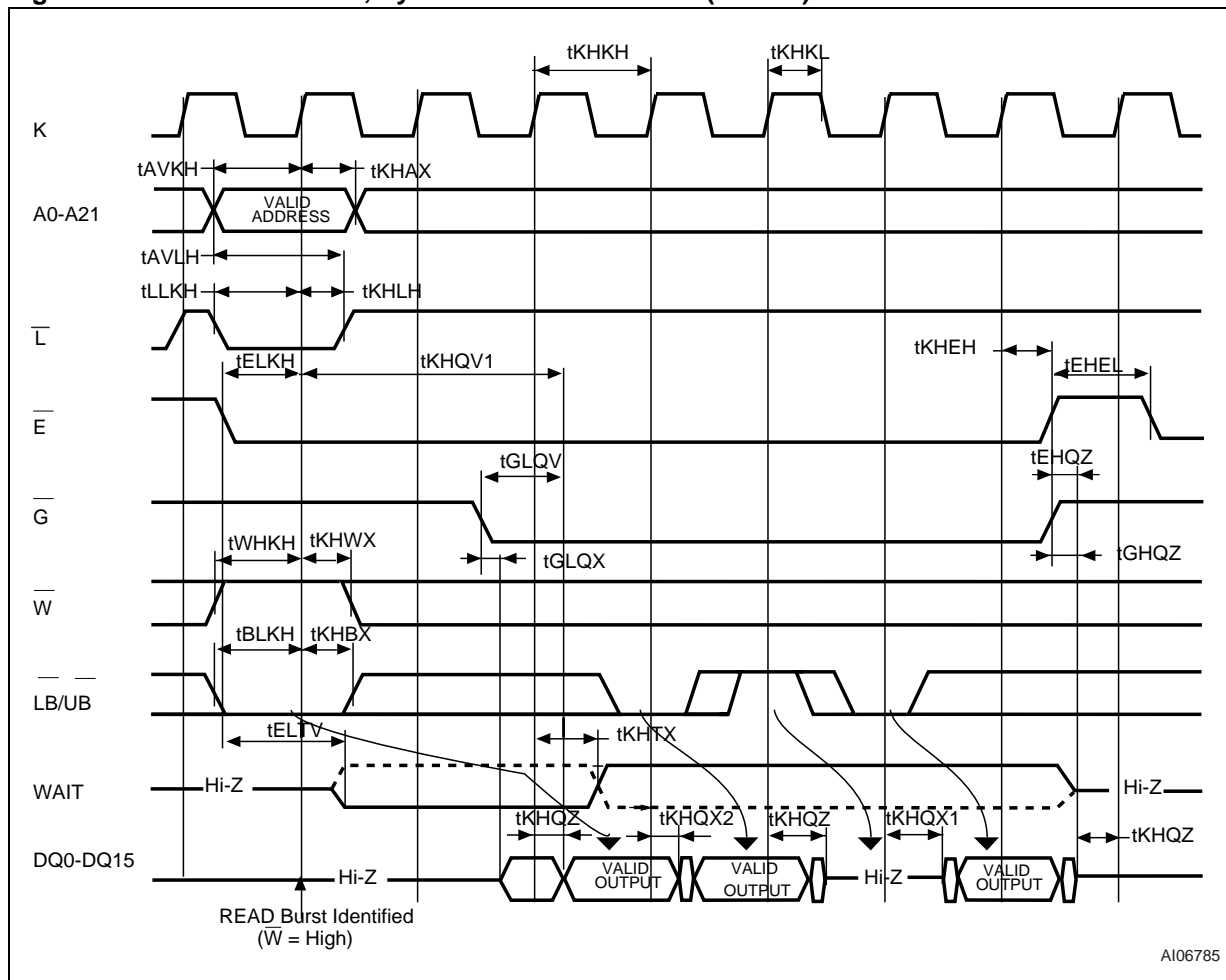 tKHKH tKHKL
K
tAVKH tKHAX
A0-A21 VALID ADDRESS
tAVLH
tLLKH tKHLH
L
tELKH tKHQV1 tKHEH tEHEL
E
tGLQV tEHQZ
G
tWHKH tKHWX tGLQX tGHQZ
W
tBLKH tKHBX
LB/UB
tELTV tKHTX
WAIT Hi-Z Hi-Z
tKHQZ tKHQX2 tKHQZ tKHQX1 tKHQZ
DQ0-DQ15 Hi-Z VALID OUTPUT VALID OUTPUT Hi-Z VALID OUTPUT
READ Burst Identified
(W = High)
AI06785